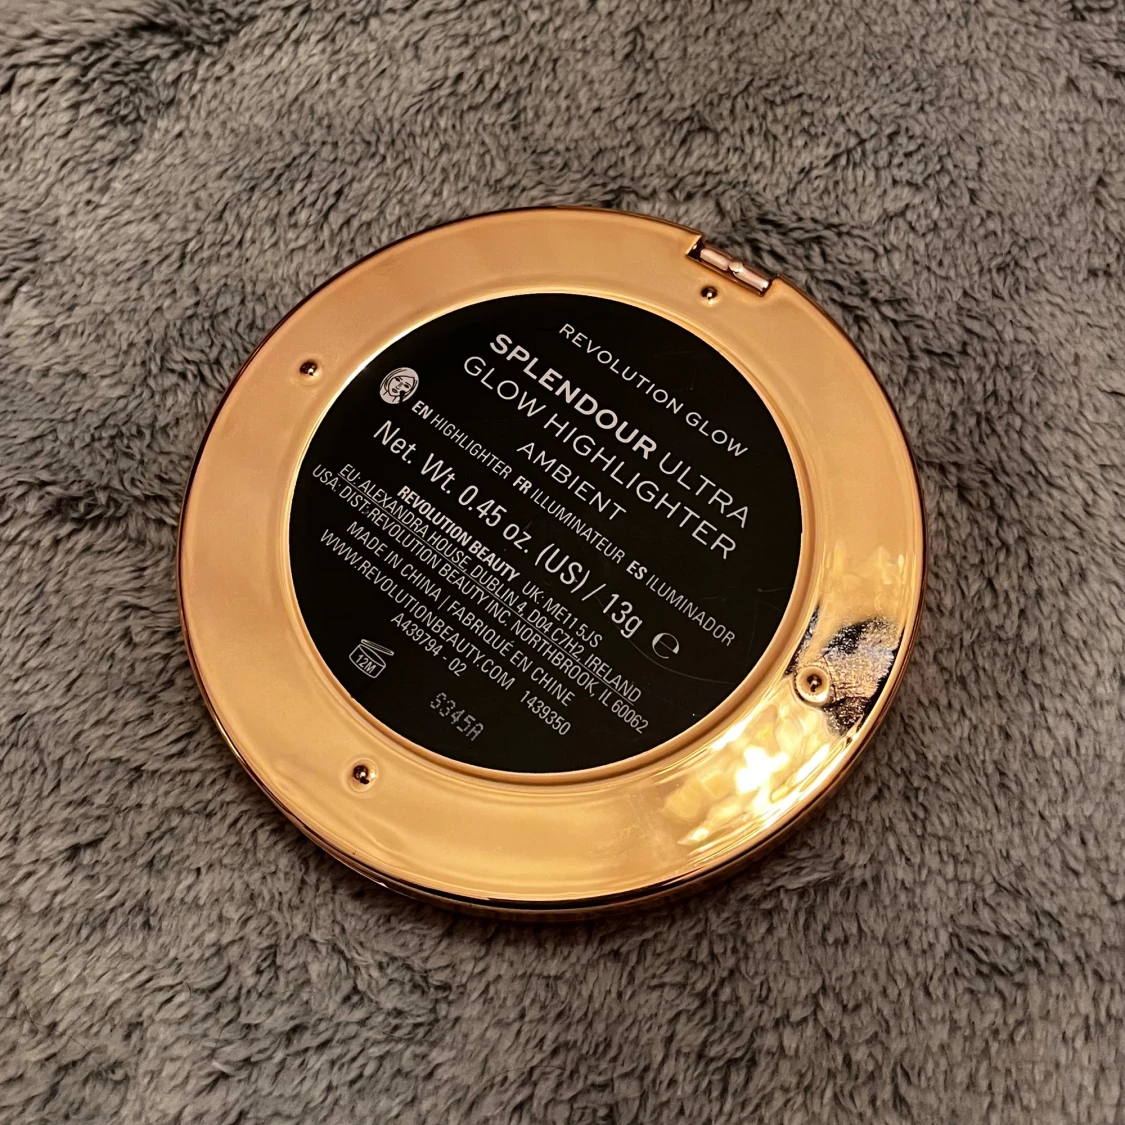 REVOLUTION GLOW
SPLENDOUR ULTRA
GLOW HIGHLIGHTER
AMBIENT
EN HIGHLIGHTER FR ILLUMINATEUR ES ILUMINADOR
Net. Wt. 0.45 oz. (US) / 13g ℮
REVOLUTION BEAUTY UK: ME11 5JS
EU: ALEXANDRA HOUSE, DUBLIN 4, D04 C7H2, IRELAND
USA: DIST: REVOLUTION BEAUTY INC, NORTHBROOK, IL 60062
MADE IN CHINA | FABRIQUÉ EN CHINE
WWW.REVOLUTIONBEAUTY.COM 1439350
A439794 - 02
12M
5345A